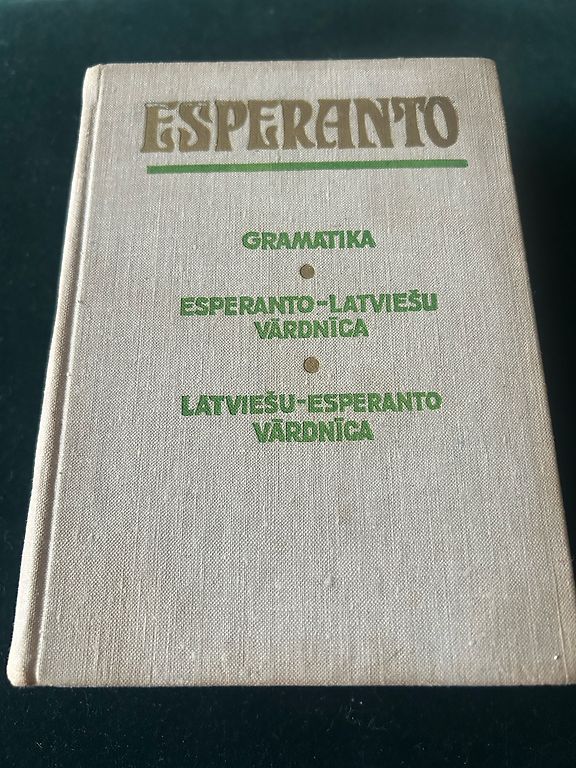 ESPERANTO
GRAMATIKA
ESPERANTO-LATVIEŠU
VĀRDNĪCA
LATVIEŠU-ESPERANTO
VĀRDNĪCA